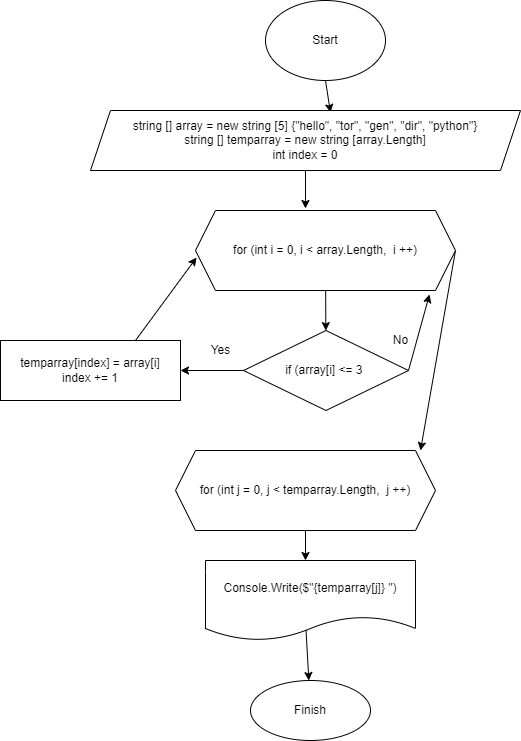 Start
string [] array = new string [5] {"hello", "tor", "gen", "dir", "python"}
string [] temparray = new string [array.Length]
int index = 0
for (int i = 0, i < array.Length,  i ++)
No
Yes
temparray[index] = array[i]
index += 1
if (array[i] <= 3
for (int j = 0, j < temparray.Length,  j ++)
Console.Write($"{temparray[j]} ")
Finish